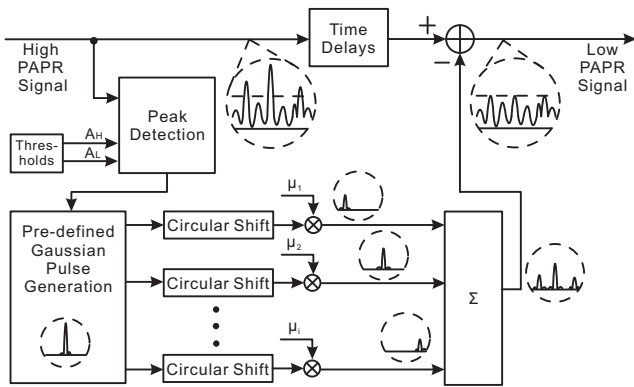 Time
Delays
+
−
High
PAPR
Signal
Low
PAPR
Signal
Peak
Detection
Thres-
holds
AH
AL
Pre-defined
Gaussian
Pulse
Generation
Circular Shift
μ1
Circular Shift
μ2
Circular Shift
μi
Σ